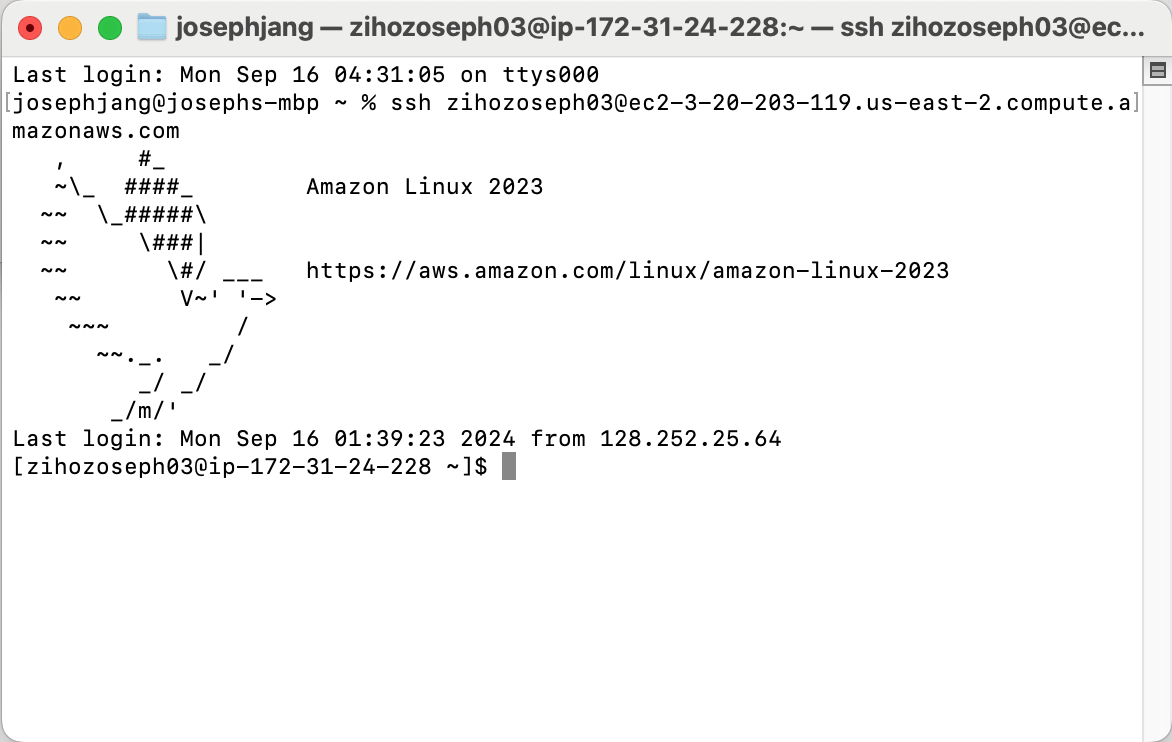 josephjang — zihozoseph03@ip-172-31-24-228:~ — ssh zihozoseph03@ec...
Last login: Mon Sep 16 04:31:05 on ttys000
[josephjang@josephs-mbp ~ % ssh zihozoseph03@ec2-3-20-203-119.us-east-2.compute.a]
mazonaws.com
   ,     #_
   ~\_  ####_        Amazon Linux 2023
  ~~  \_#####\
  ~~     \###|
  ~~       \#/ ___   https://aws.amazon.com/linux/amazon-linux-2023
   ~~       V~' '->
    ~~~         /
      ~~._.   _/
         _/ _/
       _/m/'
Last login: Mon Sep 16 01:39:23 2024 from 128.252.25.64
[zihozoseph03@ip-172-31-24-228 ~]$